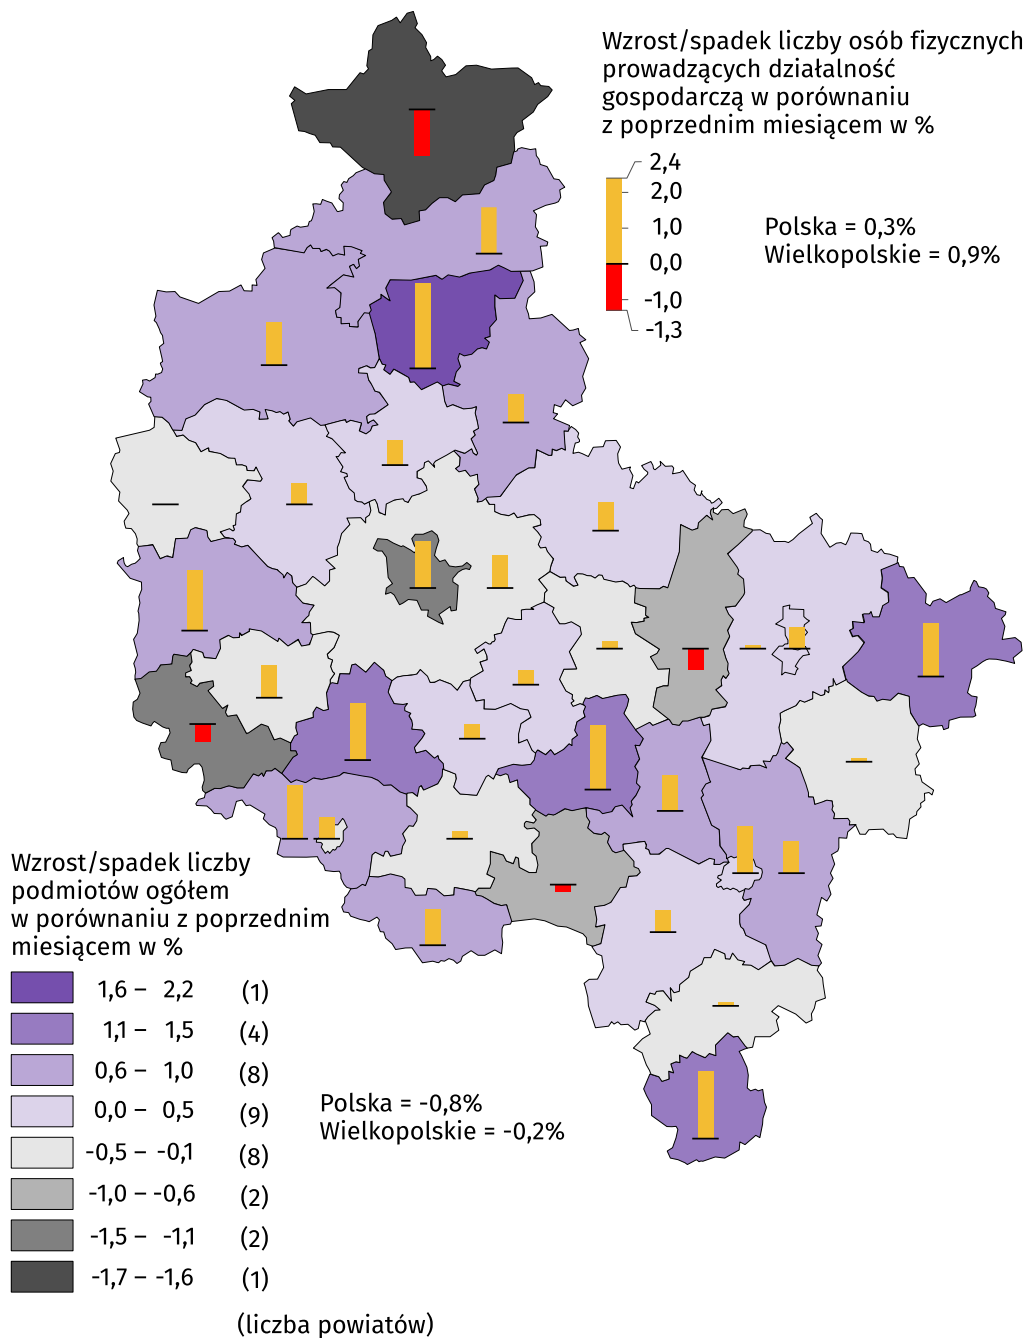 Wzrost/spadek liczby osób fizycznych
prowadzących działalność
gospodarczą w porównaniu
z poprzednim miesiącem w %
2,4
2,0
1,0
0,0
-1,0
-1,3
Polska = 0,3%
Wielkopolskie = 0,9%
Wzrost/spadek liczby
podmiotów ogółem
w porównaniu z poprzednim
miesiącem w %
1,6 – 2,2 (1)
1,1 – 1,5 (4)
0,6 – 1,0 (8)
0,0 – 0,5 (9)
-0,5 – -0,1 (8)
-1,0 – -0,6 (2)
-1,5 – -1,1 (2)
-1,7 – -1,6 (1)
(liczba powiatów)
Polska = -0,8%
Wielkopolskie = -0,2%